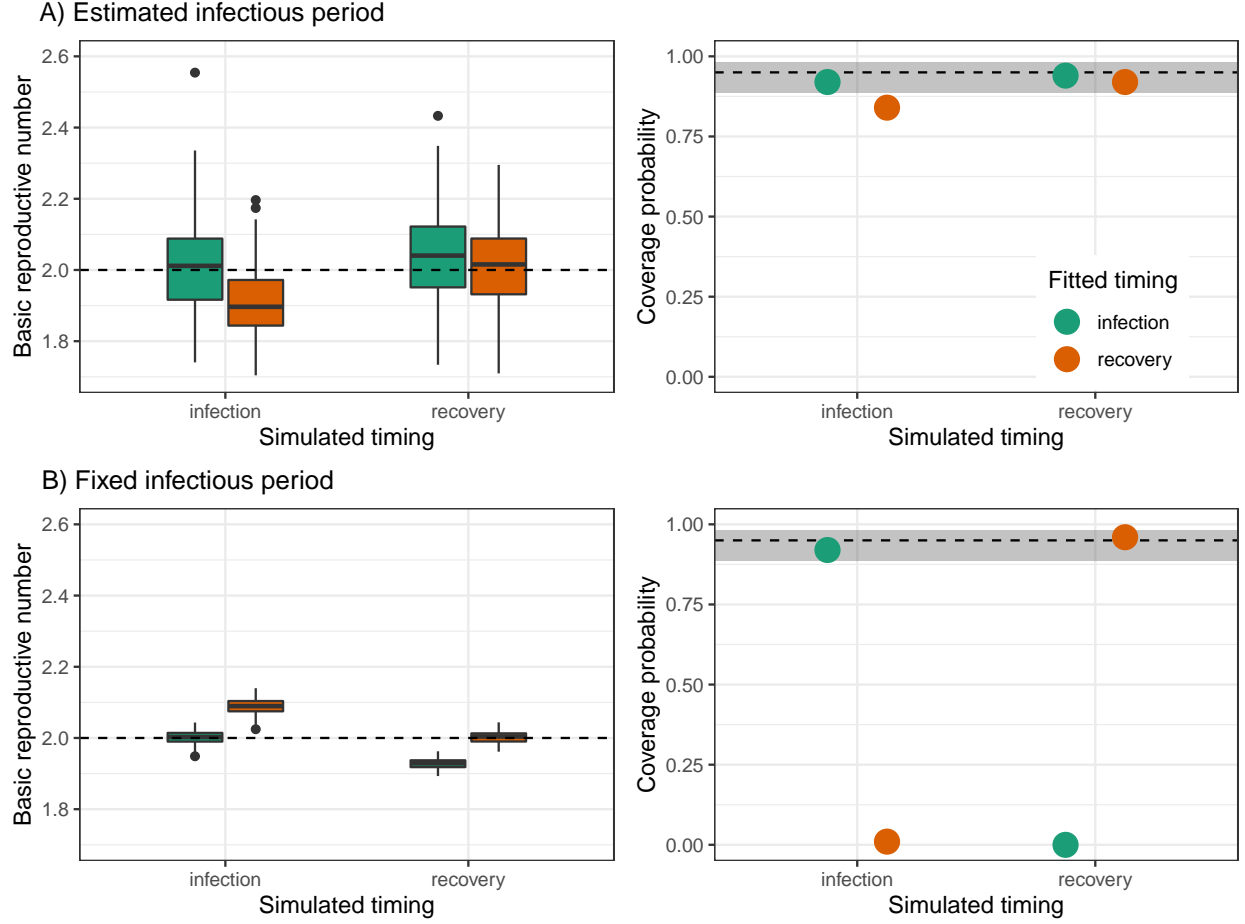 A) Estimated infectious period
Basic reproductive number
2.6
2.4
2.2
2.0
1.8
infection
recovery
Simulated timing
Coverage probability
1.00
0.75
0.50
0.25
0.00
Fitted timing
infection
recovery
infection
recovery
Simulated timing
B) Fixed infectious period
Basic reproductive number
2.6
2.4
2.2
2.0
1.8
infection
recovery
Simulated timing
Coverage probability
1.00
0.75
0.50
0.25
0.00
infection
recovery
Simulated timing